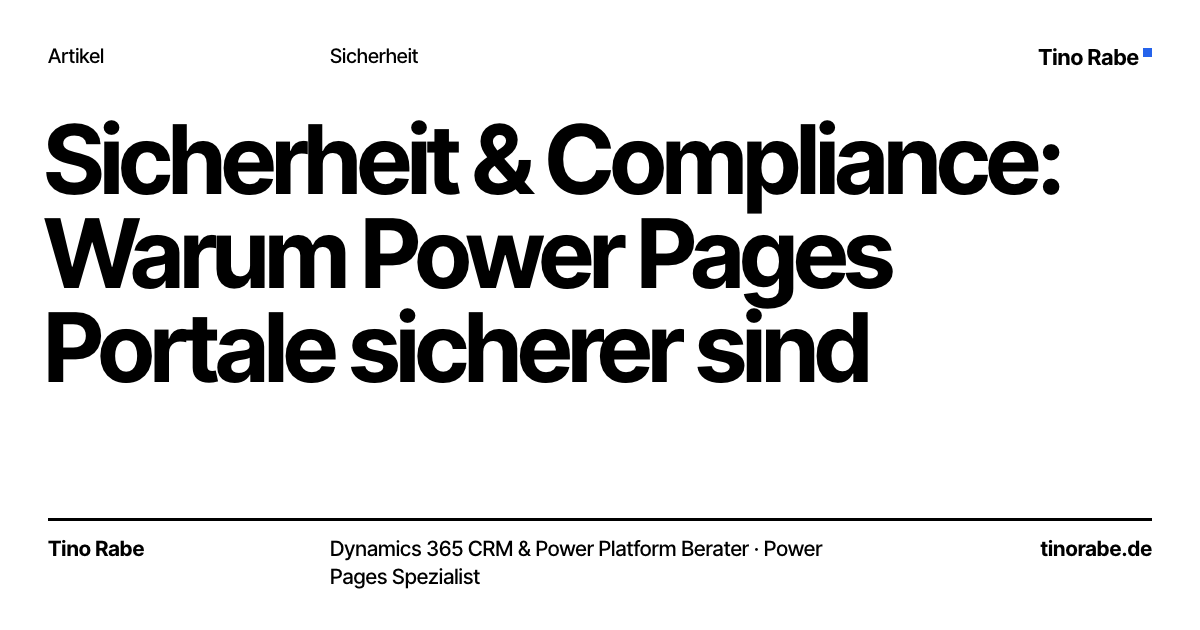 Artikel
Sicherheit
Tino Rabe
Sicherheit & Compliance:
Warum Power Pages
Portale sicherer sind
Tino Rabe
Dynamics 365 CRM & Power Platform Berater · Power
Pages Spezialist
tinorabe.de